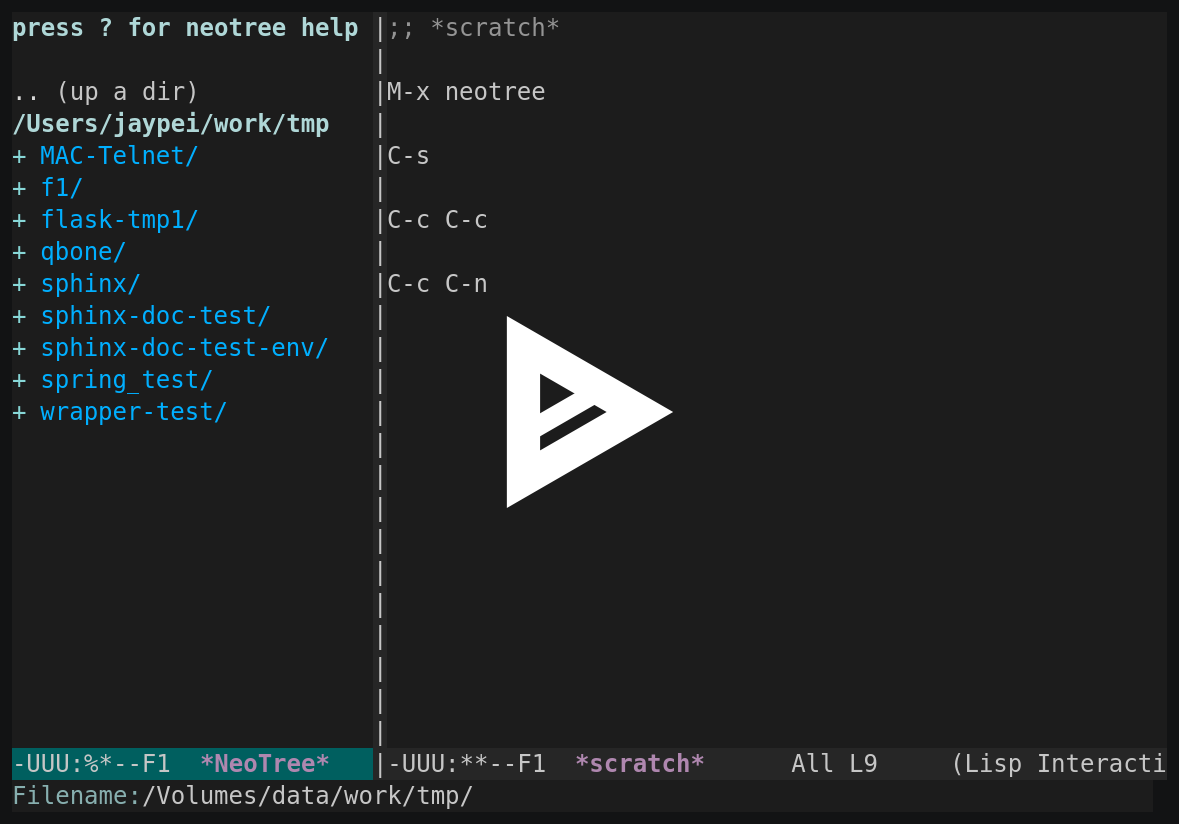 press ? for neotree help
.. (up a dir)
/Users/jaypei/work/tmp
+ MAC-Telnet/
+ f1/
+ flask-tmp1/
+ qbone/
+ sphinx/
+ sphinx-doc-test/
+ sphinx-doc-test-env/
+ spring_test/
+ wrapper-test/
;; *scratch*
M-x neotree
C-s
C-c C-c
C-c C-n
-UUU:%*--F1  *NeoTree*
-UUU:**--F1  *scratch*      All L9     (Lisp Interacti
Filename:/Volumes/data/work/tmp/